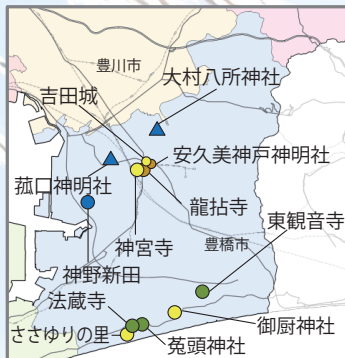 豊川市
大村八所神社
吉田城
安久美神戸神明社
菰口神明社
龍拈寺
東観音寺
神宮寺
豊橋市
神野新田
法蔵寺
御厨神社
ささゆりの里
菟頭神社